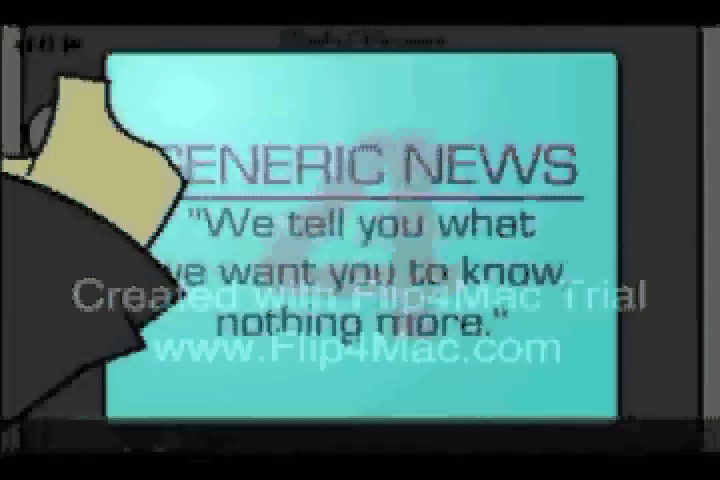 GENERIC NEWS
"We tell you what
we want you to know,
Created with Flip4Mac Trial
nothing more."
www.Flip4Mac.com